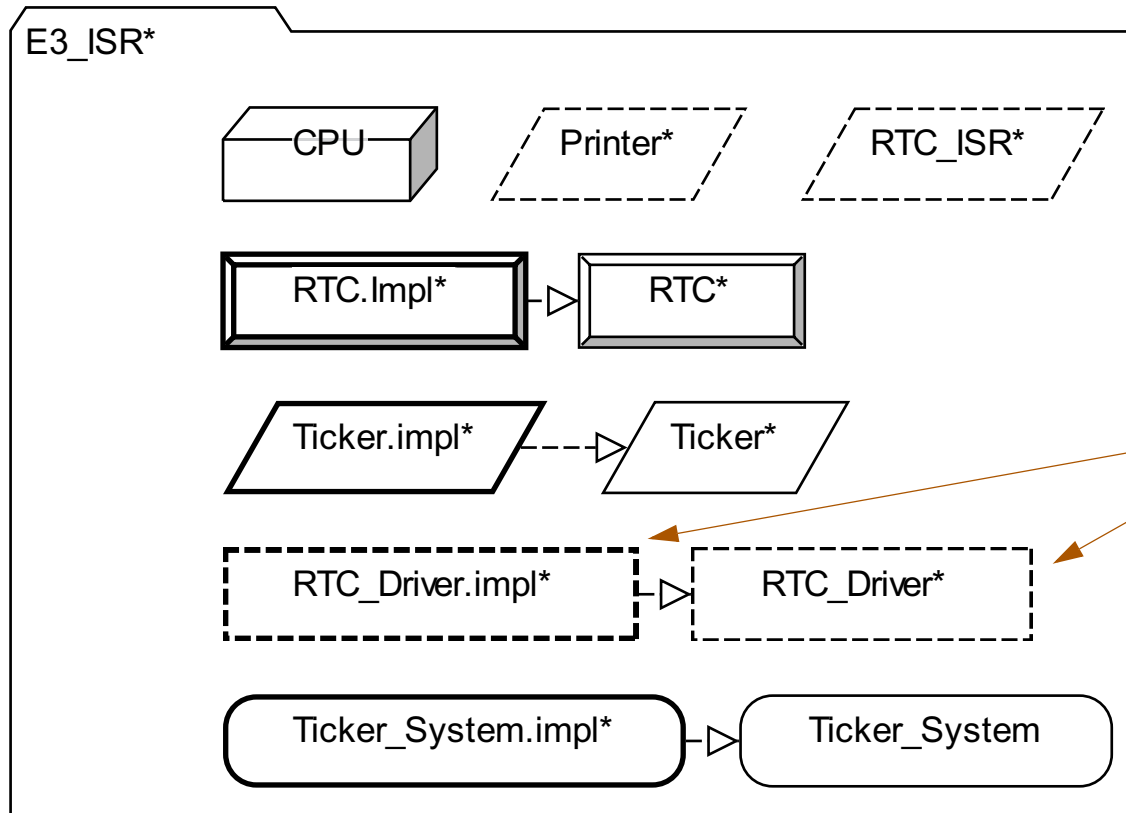 E3_ISR*
CPU
Printer*
RTC_ISR*
RTC.Impl*
RTC*
Ticker.impl*
Ticker*
RTC_Driver.impl*
RTC_Driver*
Ticker_System.impl*
Ticker_System